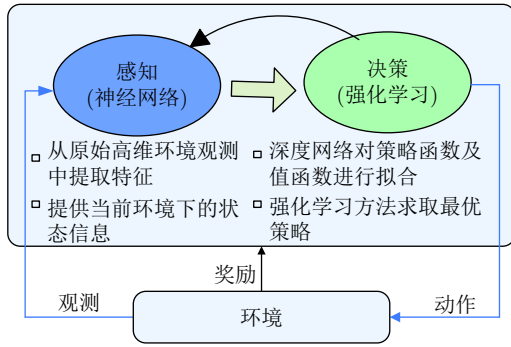 感知
(神经网络)
决策
(强化学习)
从原始高维环境观测
中提取特征
提供当前环境下的状
态信息
深度网络对策略函数及
值函数进行拟合
强化学习方法求取最优
策略
奖励
观测
动作
环境